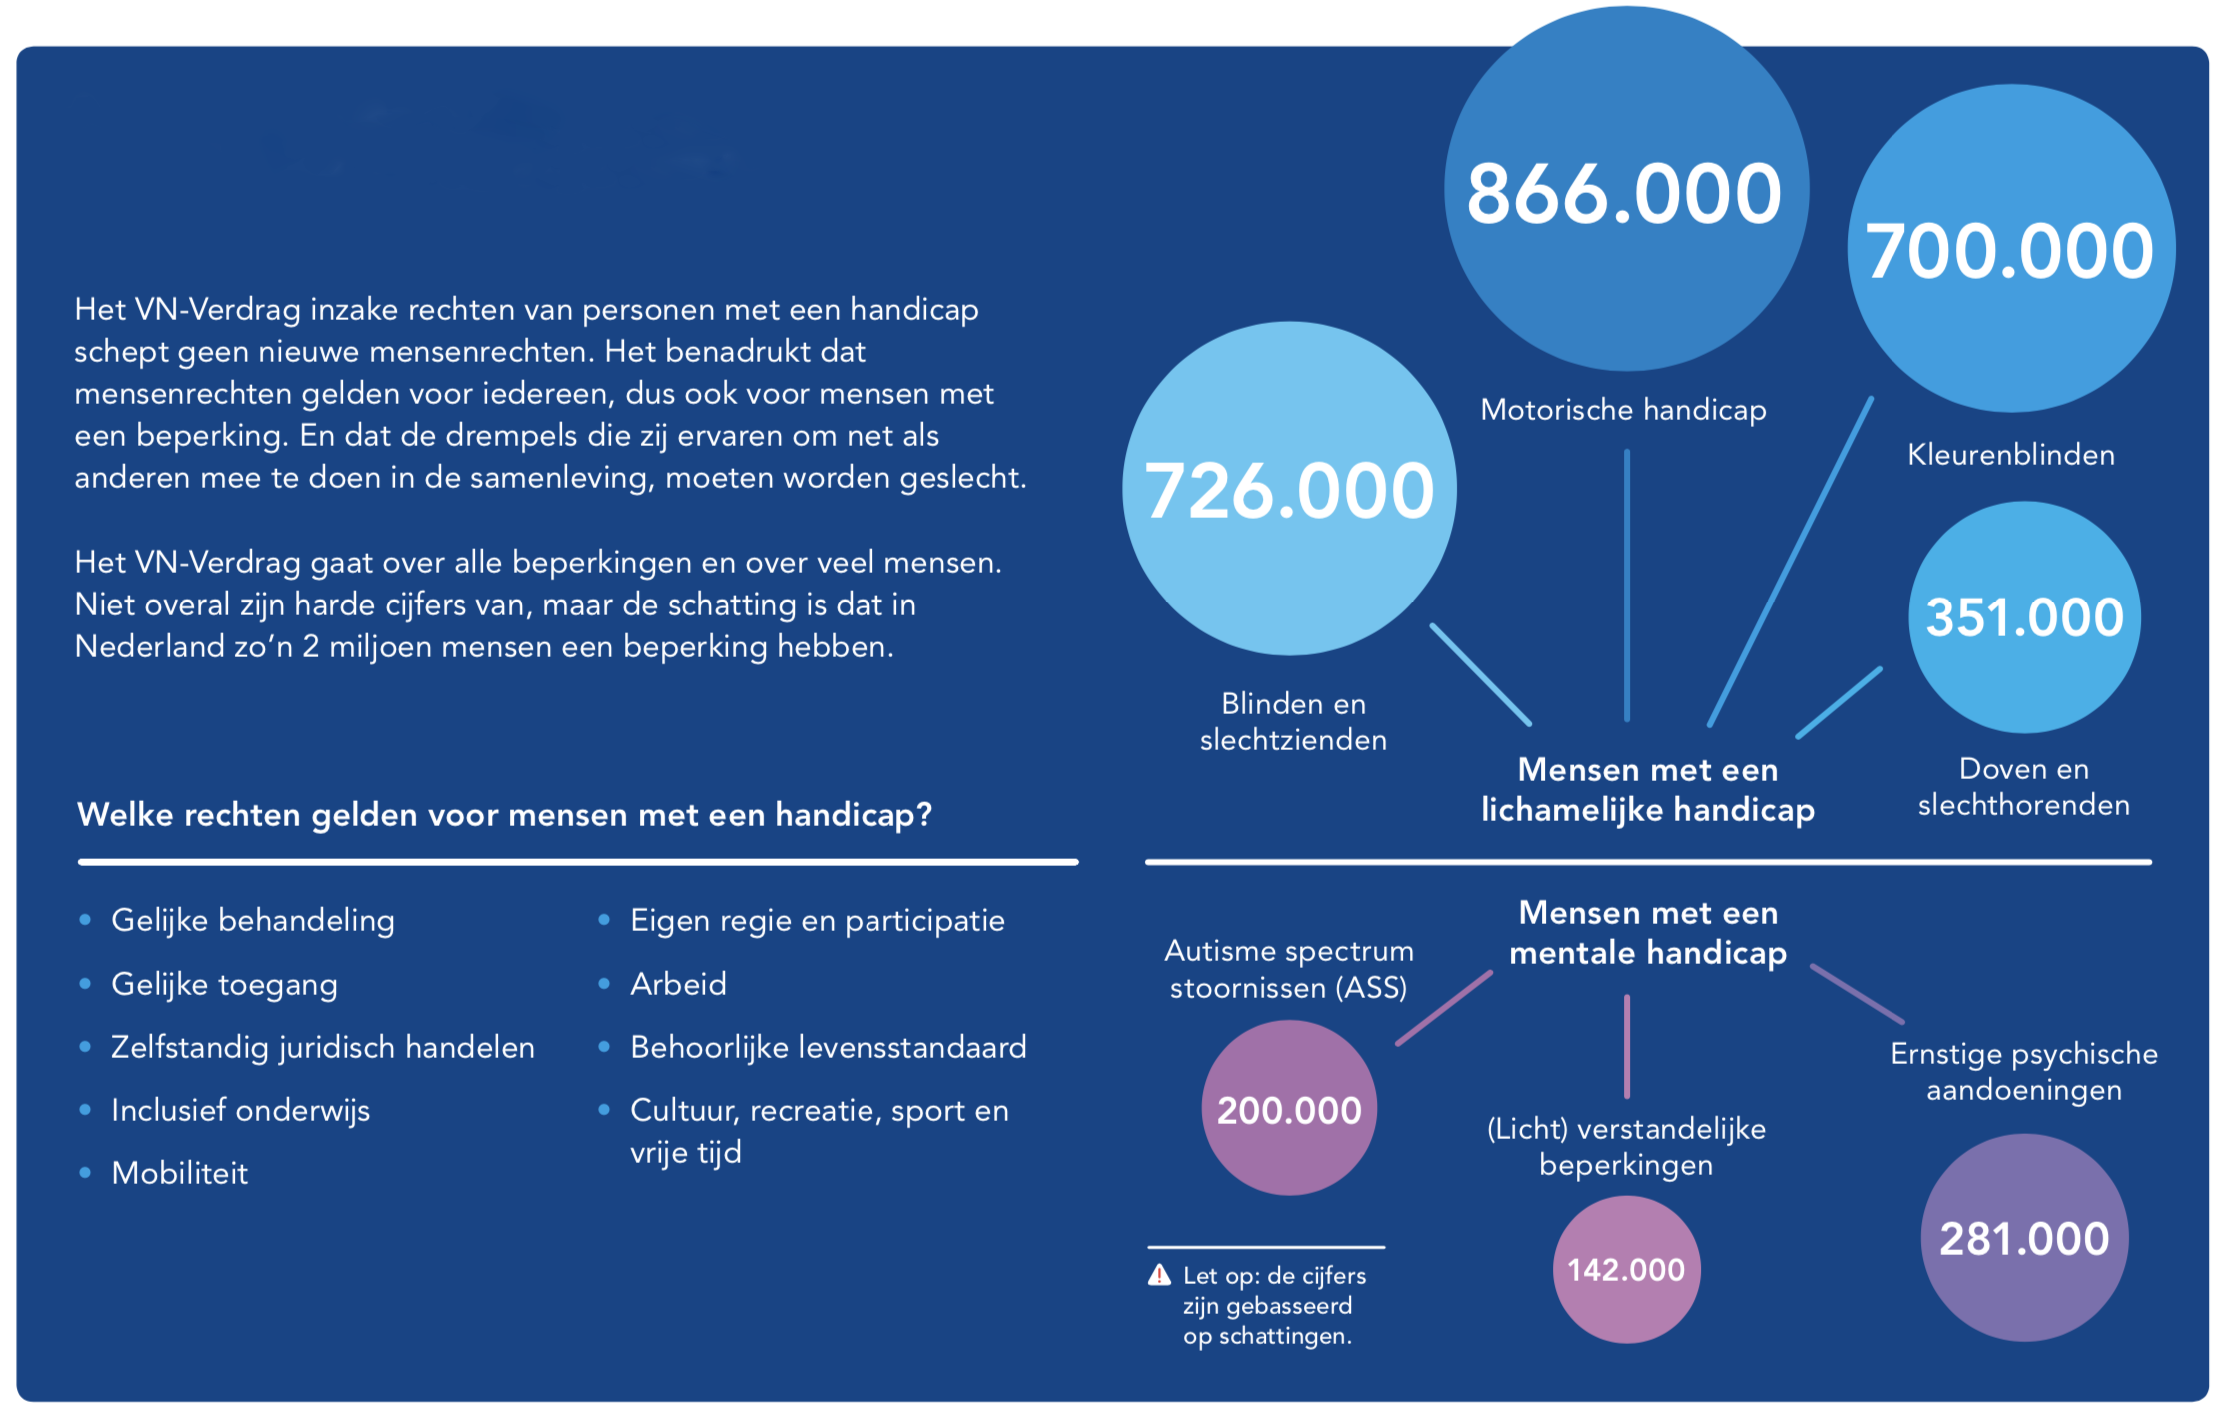 Het VN-Verdrag inzake rechten van personen met een handicap
schept geen nieuwe mensenrechten. Het benadrukt dat
mensenrechten gelden voor iedereen, dus ook voor mensen met
een beperking. En dat de drempels die zij ervaren om net als
anderen mee te doen in de samenleving, moeten worden geslecht.
Het VN-Verdrag gaat over alle beperkingen en over veel mensen.
Niet overal zijn harde cijfers van, maar de schatting is dat in
Nederland zo’n 2 miljoen mensen een beperking hebben.
Welke rechten gelden voor mensen met een handicap?
• Gelijke behandeling
• Gelijke toegang
• Zelfstandig juridisch handelen
• Inclusief onderwijs
• Mobiliteit
• Eigen regie en participatie
• Arbeid
• Behoorlijke levensstandaard
• Cultuur, recreatie, sport en
vrije tijd
726.000
Blinden en
slechtzienden
866.000
Motorische handicap
700.000
Kleurenblinden
351.000
Doven en
slechthorenden
Mensen met een
lichamelijke handicap
Mensen met een
mentale handicap
Autisme spectrum
stoornissen (ASS)
200.000
(Licht) verstandelijke
beperkingen
142.000
Ernstige psychische
aandoeningen
281.000
Let op: de cijfers
zijn gebasseerd
op schattingen.